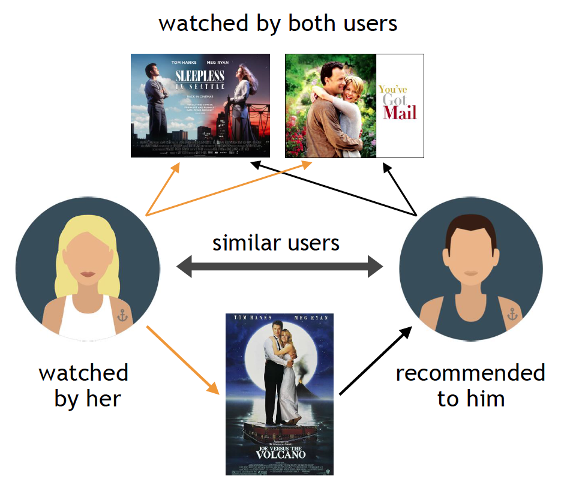 watched by both users
TOM HANKS MEG RYAN
SLEEPLESS
IN SEATTLE
You've
Got
Mail
similar users
watched
by her
TOM HANKS MEG RYAN
JOE VERSUS THE
VOLCANO
recommended
to him